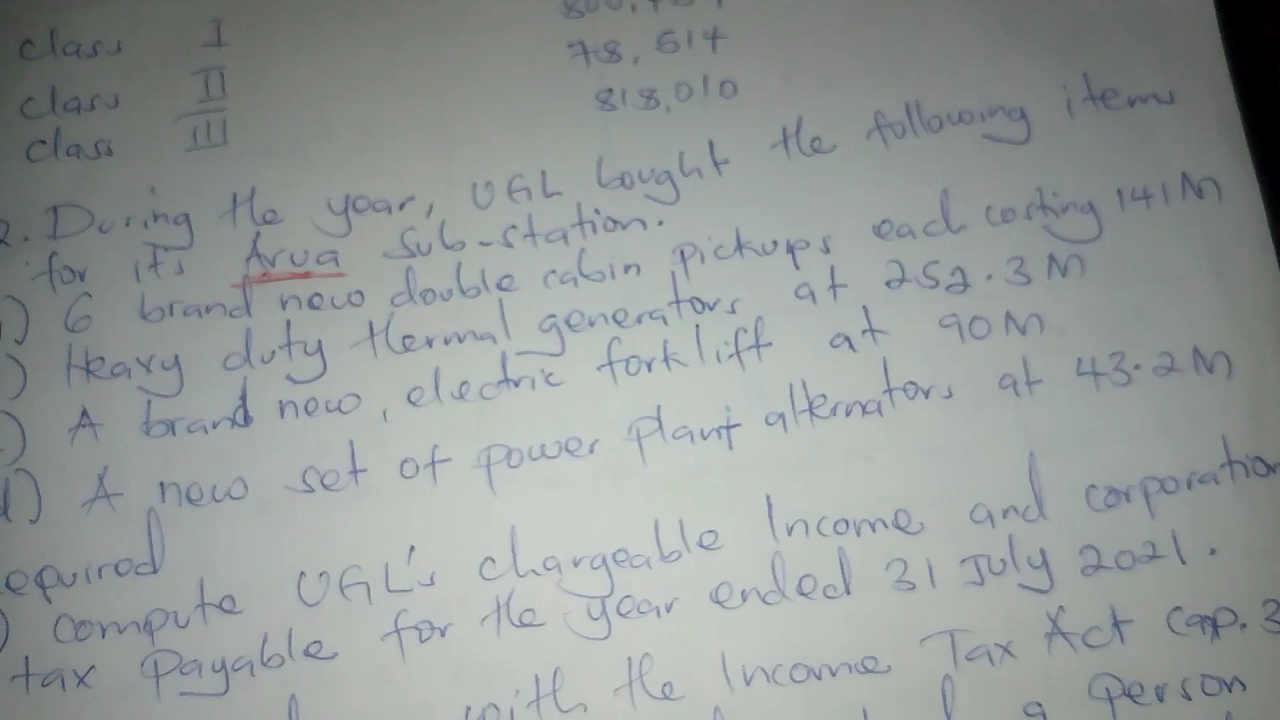 class I
78,514
class II
818,010
class III
2. During the year, UGL bought the following items
for its Arua sub-station.
) 6 brand new double cabin pickups each costing 141M
) Heavy duty thermal generators at 252.3M
) A brand new, electric forklift at 90M
) A new set of power plant alternators at 43.2M
equired
) compute UGL's chargeable Income and corporation
tax payable for the year ended 31 July 2021.
with the Income Tax Act Cap. 3
a person